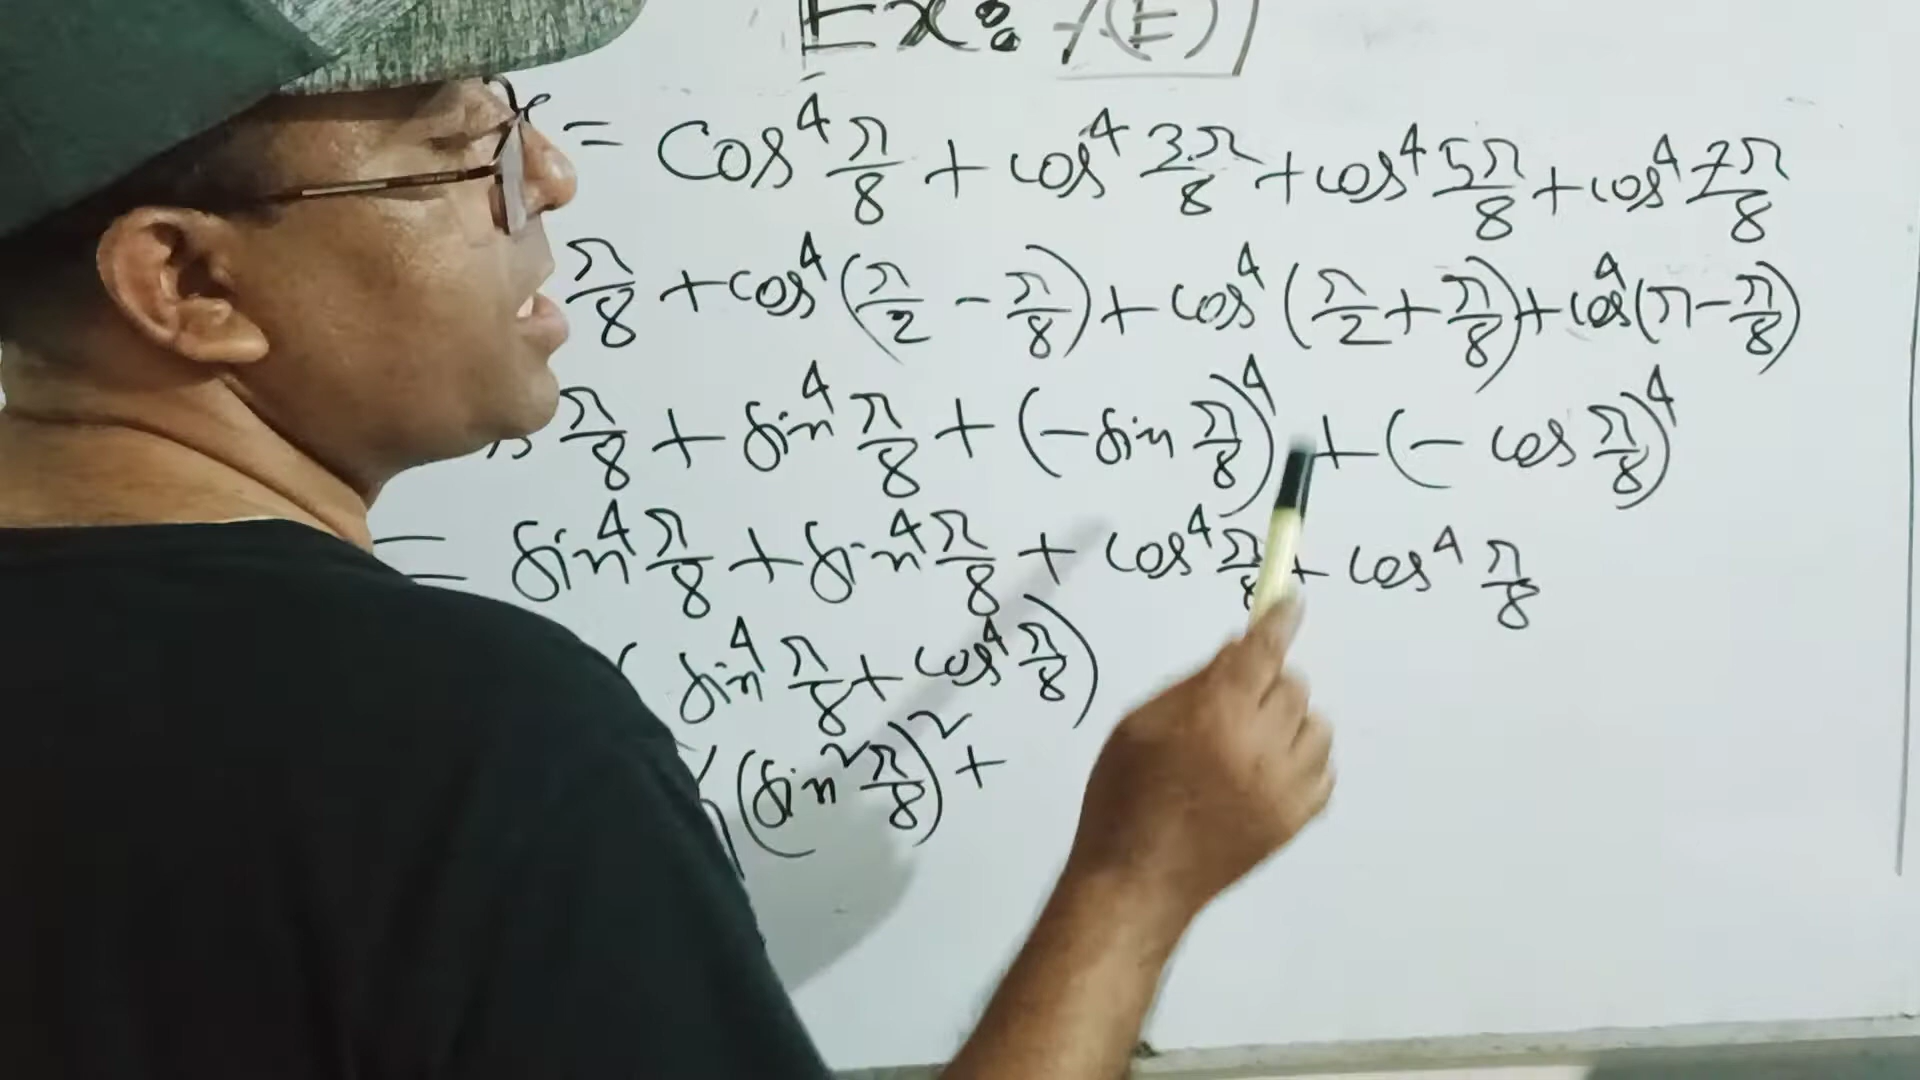 Ex: 7(E)
= cos⁴ π/8 + cos⁴ 3π/8 + cos⁴ 5π/8 + cos⁴ 7π/8
π/8 + cos⁴ (π/2 - π/8) + cos⁴ (π/2 + π/8) + cos⁴ (π - π/8)
π/8 + sin⁴ π/8 + (- sin π/8)⁴ + (- cos π/8)⁴
= sin⁴ π/8 + sin⁴ π/8 + cos⁴ π/8 + cos⁴ π/8
( sin⁴ π/8 + cos⁴ π/8 )
(sin² π/8)² +